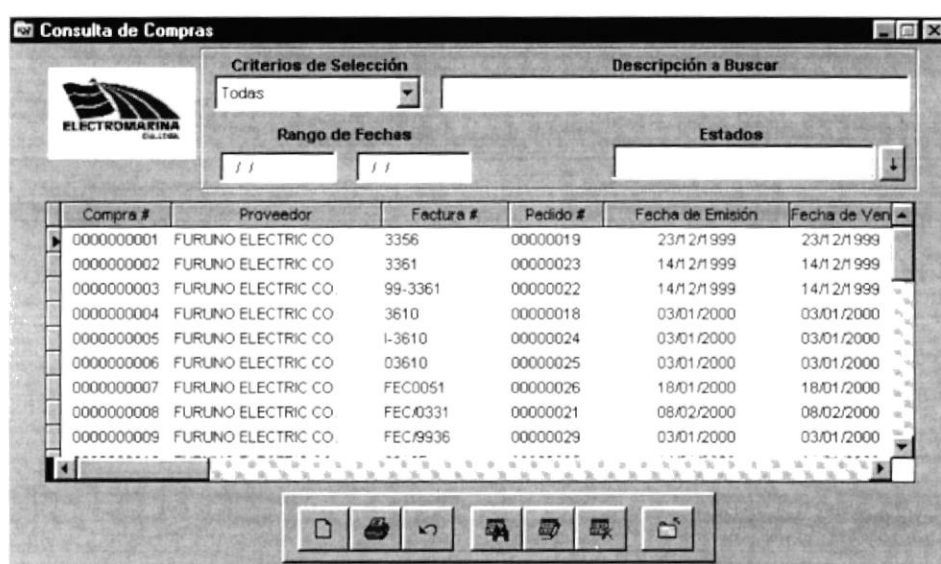 Consulta de Compras
ELECTROMARINA
CIA.LTDA.
Criterios de Selección
Descripción a Buscar
Todas
Rango de Fechas
Estados
/ /
/ /
Compra # Proveedor Factura # Pedido # Fecha de Emisión Fecha de Ven
0000000001 FURUNO ELECTRIC CO 3356 00000019 23/12/1999 23/12/1999
0000000002 FURUNO ELECTRIC CO 3361 00000023 14/12/1999 14/12/1999
0000000003 FURUNO ELECTRIC CO. 99-3361 00000022 14/12/1999 14/12/1999
0000000004 FURUNO ELECTRIC CO 3610 00000018 03/01/2000 03/01/2000
0000000005 FURUNO ELECTRIC CO I-3610 00000024 03/01/2000 03/01/2000
0000000006 FURUNO ELECTRIC CO 03610 00000025 03/01/2000 03/01/2000
0000000007 FURUNO ELECTRIC CO FEC0051 00000026 18/01/2000 18/01/2000
0000000008 FURUNO ELECTRIC CO. FEC/0331 00000021 08/02/2000 08/02/2000
0000000009 FURUNO ELECTRIC CO. FEC/9936 00000029 03/01/2000 03/01/2000